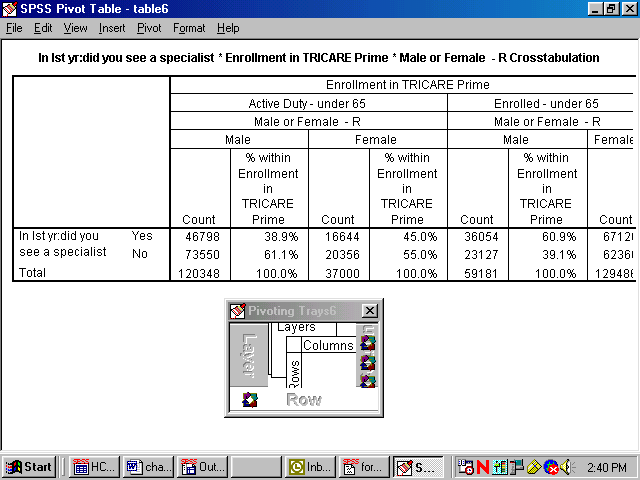 SPSS Pivot Table - table6
File Edit View Insert Pivot Format Help
In lst yr:did you see a specialist * Enrollment in TRICARE Prime * Male or Female - R Crosstabulation
Enrollment in TRICARE Prime
Active Duty - under 65 Enrolled - under 65
Male or Female - R Male or Female - R
Male Female Male Female
% within % within % within
Enrollment Enrollment Enrollment
in in in
TRICARE TRICARE TRICARE
Count Prime Count Prime Count Prime Count
In lst yr:did you Yes 46798 38.9% 16644 45.0% 36054 60.9% 6712
see a specialist No 73550 61.1% 20356 55.0% 23127 39.1% 6236
Total 120348 100.0% 37000 100.0% 59181 100.0% 12948
Pivoting Trays6
Layers
Layer
Columns
Rows
Row
Start HC... cha... Out... Inb... for... S... 2:40 PM